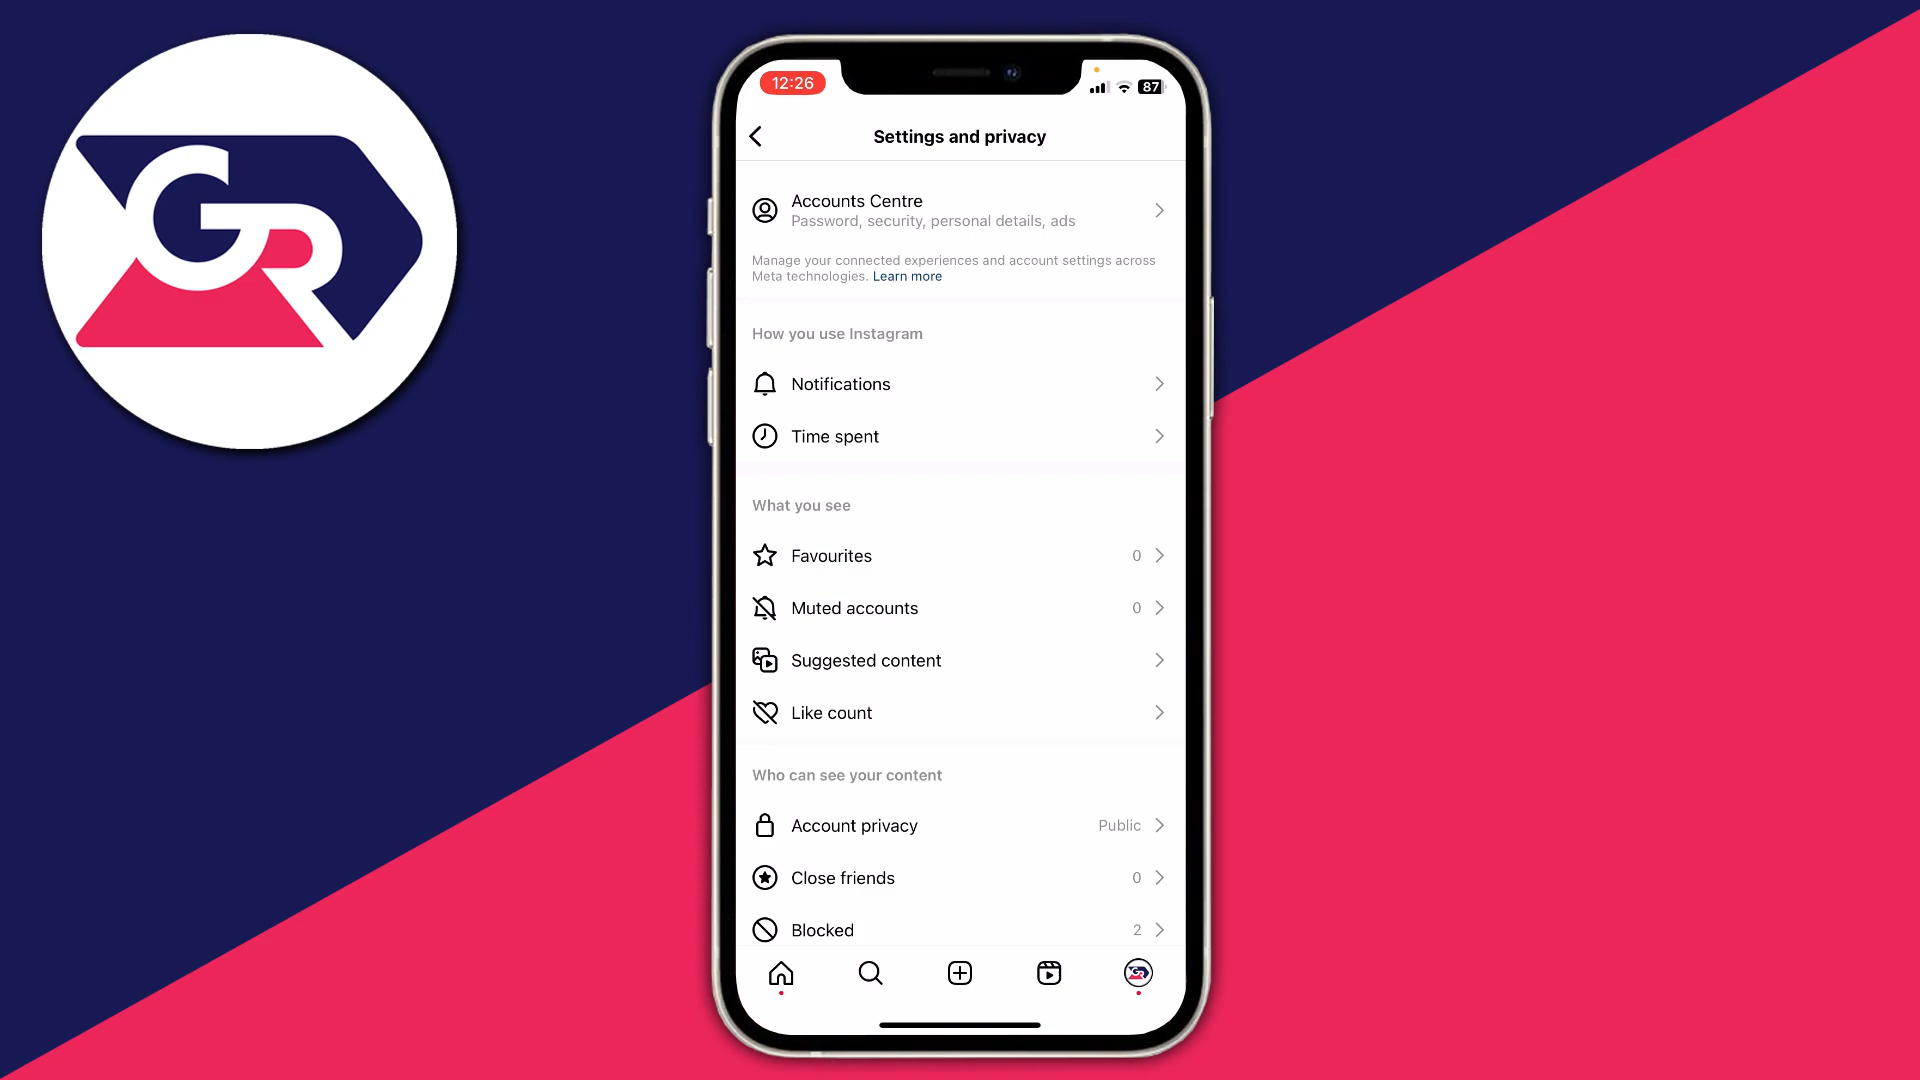 GR
12:26
87
Settings and privacy
Accounts Centre
Password, security, personal details, ads
Manage your connected experiences and account settings across
Meta technologies. Learn more
How you use Instagram
Notifications
Time spent
What you see
Favourites 0
Muted accounts 0
Suggested content
Like count
Who can see your content
Account privacy Public
Close friends 0
Blocked 2
GR